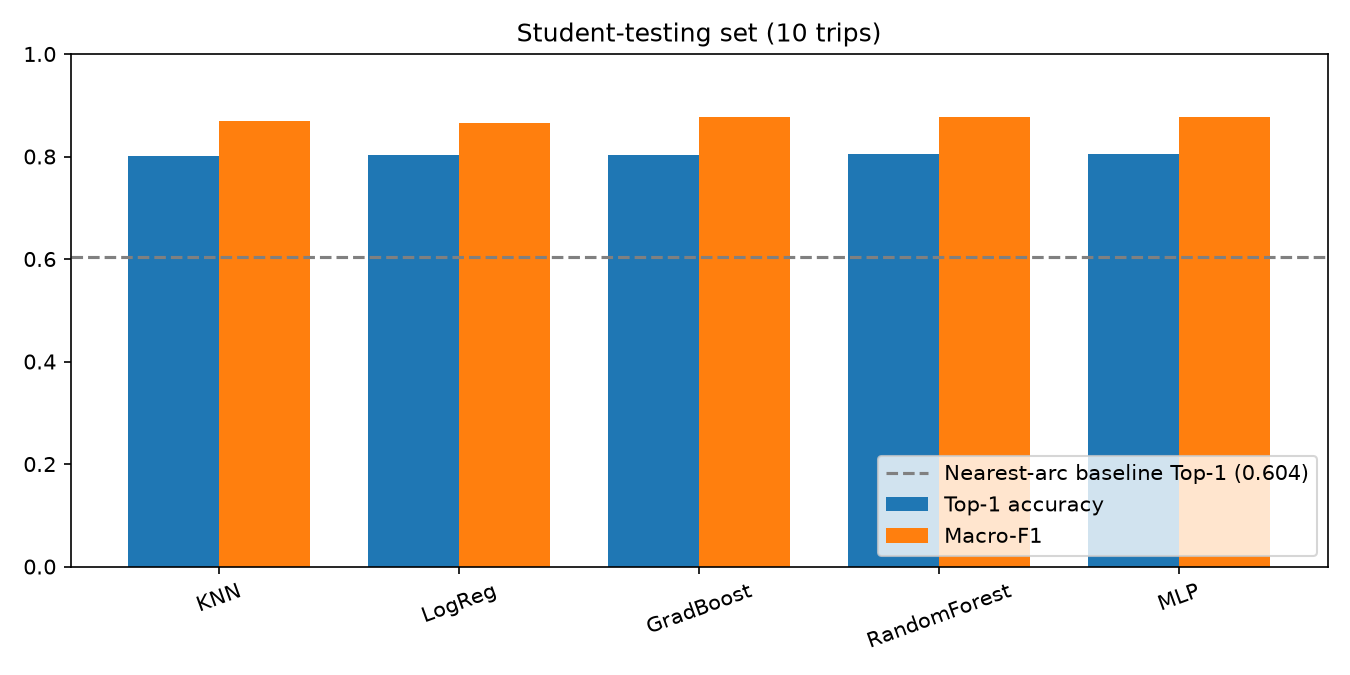 Student-testing set (10 trips)
1.0
0.8
0.6
0.4
0.2
0.0
Nearest-arc baseline Top-1 (0.604)
Top-1 accuracy
Macro-F1
KNN
LogReg
GradBoost
RandomForest
MLP